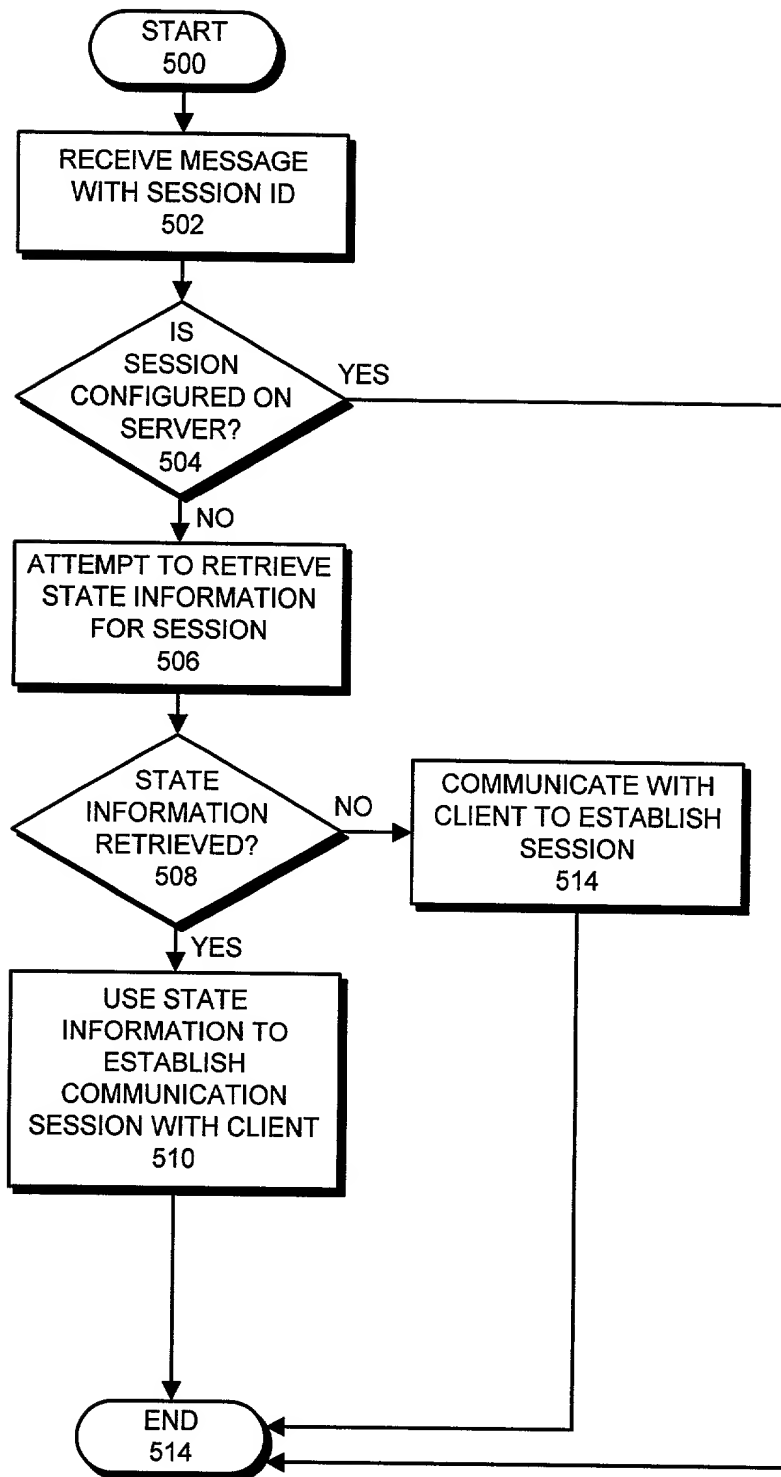 START
500
RECEIVE MESSAGE
WITH SESSION ID
502
IS
SESSION
CONFIGURED ON
SERVER?
504
YES
NO
ATTEMPT TO RETRIEVE
STATE INFORMATION
FOR SESSION
506
STATE
INFORMATION
RETRIEVED?
508
NO
COMMUNICATE WITH
CLIENT TO ESTABLISH
SESSION
514
YES
USE STATE
INFORMATION TO
ESTABLISH
COMMUNICATION
SESSION WITH CLIENT
510
END
514